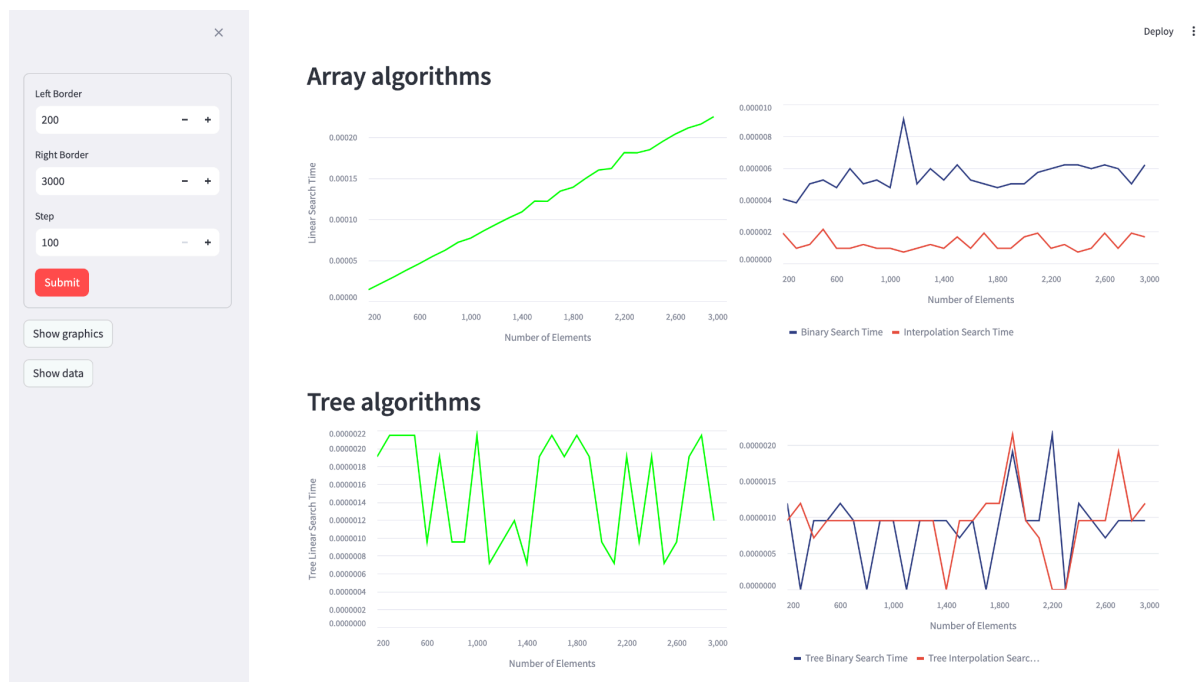 Deploy
Left Border
200
Right Border
3000
Step
100
Submit
Show graphics
Show data
Array algorithms
Linear Search Time
0.00020
0.00015
0.00010
0.00005
0.00000
200 600 1,000 1,400 1,800 2,200 2,600 3,000
Number of Elements
0.000010
0.000008
0.000006
0.000004
0.000002
0.000000
200 600 1,000 1,400 1,800 2,200 2,600 3,000
Number of Elements
Binary Search Time Interpolation Search Time
Tree algorithms
Tree Linear Search Time
0.0000022
0.0000020
0.0000018
0.0000016
0.0000014
0.0000012
0.0000010
0.0000008
0.0000006
0.0000004
0.0000002
0.0000000
200 600 1,000 1,400 1,800 2,200 2,600 3,000
Number of Elements
0.0000020
0.0000015
0.0000010
0.0000005
0.0000000
200 600 1,000 1,400 1,800 2,200 2,600 3,000
Number of Elements
Tree Binary Search Time Tree Interpolation Searc…